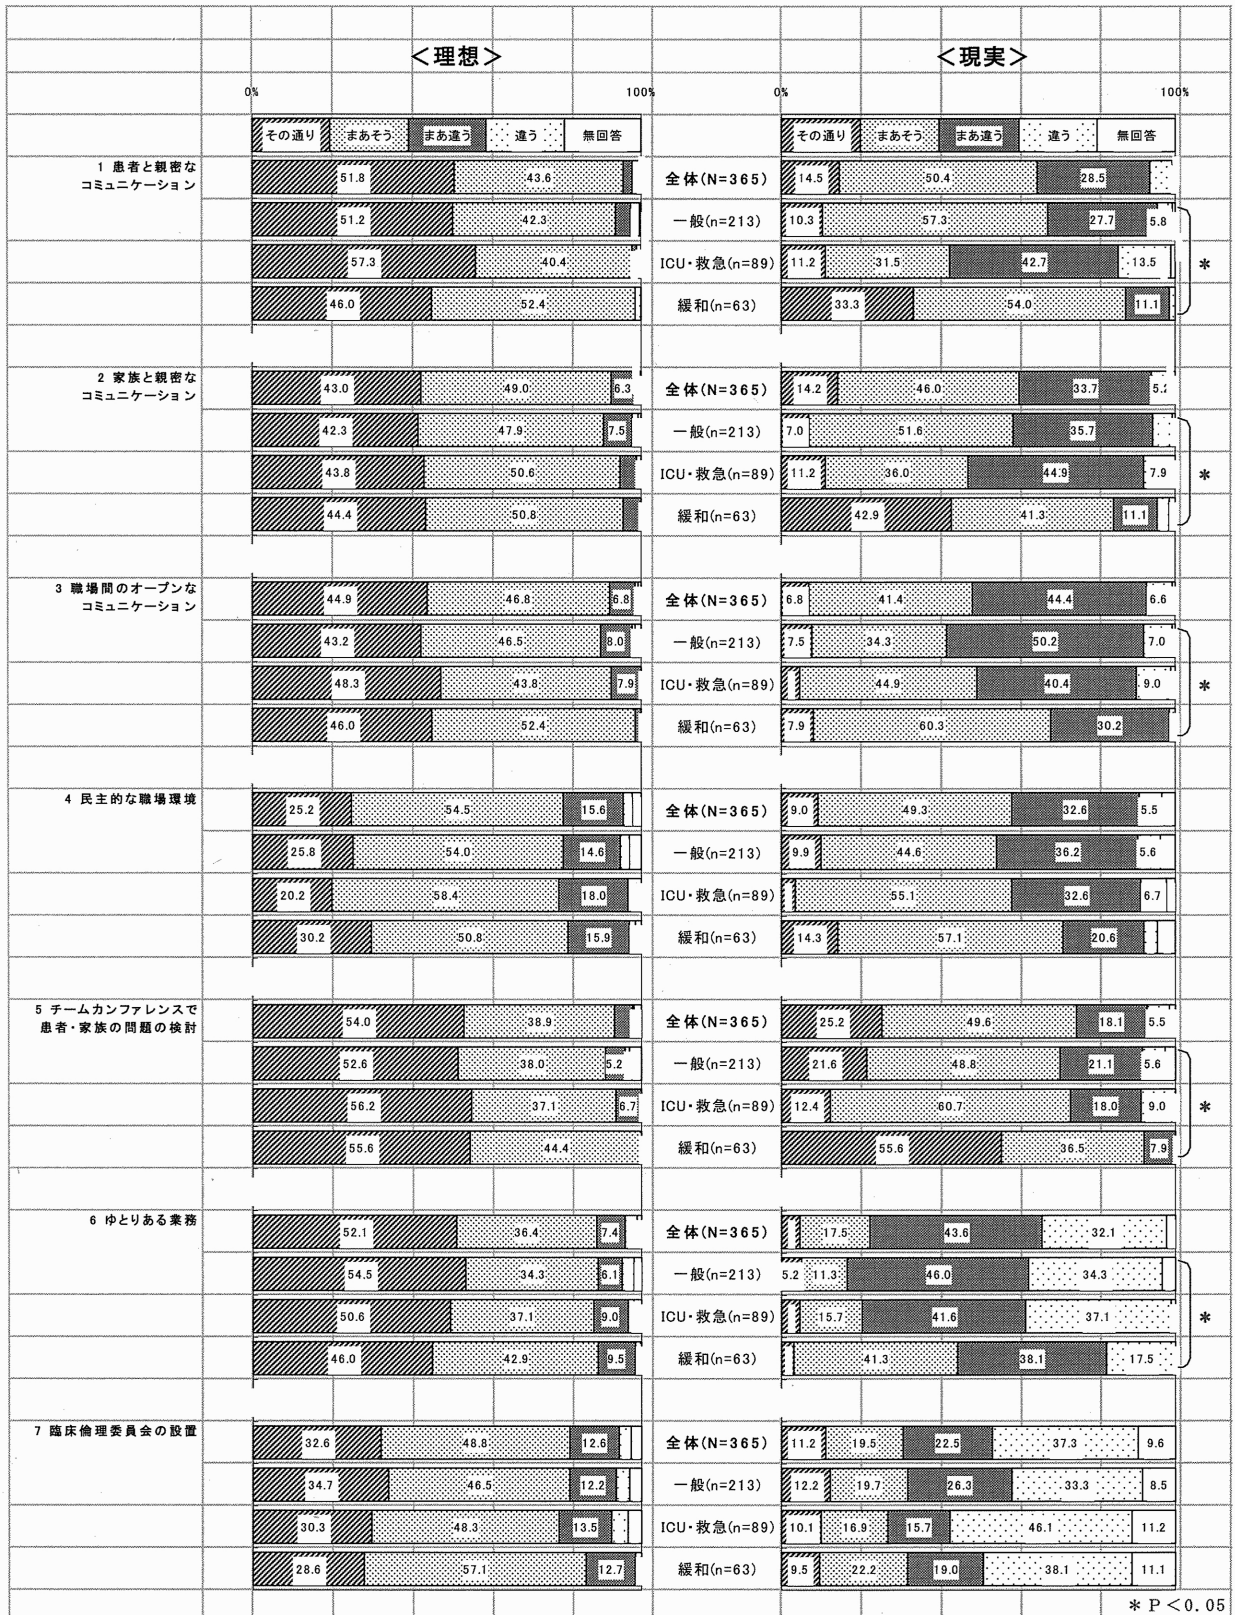 ＜理想＞ ＜現実＞
0% 100% 0% 100%
その通り まあそう まあ違う 違う 無回答 その通り まあそう まあ違う 違う 無回答
1 患者と親密な
コミュニケーション
51.8 43.6 全体(N=365) 14.5 50.4 28.5
51.2 42.3 一般(n=213) 10.3 57.3 27.7 5.8
57.3 40.4 ICU・救急(n=89) 11.2 31.5 42.7 13.5 *
46.0 52.4 緩和(n=63) 33.3 54.0 11.1
2 家族と親密な
コミュニケーション
43.0 49.0 6.3 全体(N=365) 14.2 46.0 33.7 5.2
42.3 47.9 7.5 一般(n=213) 7.0 51.6 35.7
43.8 50.6 ICU・救急(n=89) 11.2 36.0 44.9 7.9 *
44.4 50.8 緩和(n=63) 42.9 41.3 11.1
3 職場間のオープンな
コミュニケーション
44.9 46.8 6.8 全体(N=365) 6.8 41.4 44.4 6.6
43.2 46.5 8.0 一般(n=213) 7.5 34.3 50.2 7.0
48.3 43.8 7.9 ICU・救急(n=89) 44.9 40.4 9.0 *
46.0 52.4 緩和(n=63) 7.9 60.3 30.2
4 民主的な職場環境
25.2 54.5 15.6 全体(N=365) 9.0 49.3 32.6 5.5
25.8 54.0 14.6 一般(n=213) 9.9 44.6 36.2 5.6
20.2 58.4 18.0 ICU・救急(n=89) 55.1 32.6 6.7
30.2 50.8 15.9 緩和(n=63) 14.3 57.1 20.6
5 チームカンファレンスで
患者・家族の問題の検討
54.0 38.9 全体(N=365) 25.2 49.6 18.1 5.5
52.6 38.0 5.2 一般(n=213) 21.6 48.8 21.1 5.6
56.2 37.1 6.7 ICU・救急(n=89) 12.4 60.7 18.0 9.0 *
55.6 44.4 緩和(n=63) 55.6 36.5 7.9
6 ゆとりある業務
52.1 36.4 7.4 全体(N=365) 17.5 43.6 32.1
54.5 34.3 6.1 一般(n=213) 5.2 11.3 46.0 34.3
50.6 37.1 9.0 ICU・救急(n=89) 15.7 41.6 37.1 *
46.0 42.9 9.5 緩和(n=63) 41.3 38.1 17.5
7 臨床倫理委員会の設置
32.6 48.8 12.6 全体(N=365) 11.2 19.5 22.5 37.3 9.6
34.7 46.5 12.2 一般(n=213) 12.2 19.7 26.3 33.3 8.5
30.3 48.3 13.5 ICU・救急(n=89) 10.1 16.9 15.7 46.1 11.2
28.6 57.1 12.7 緩和(n=63) 9.5 22.2 19.0 38.1 11.1
* P＜0.05